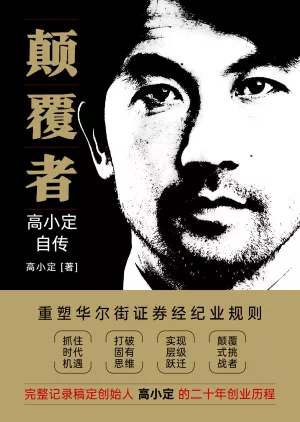 颠覆者
高小定
自传
高小定 [著]
重塑华尔街证券经纪业规则
抓住
时代
机遇
打破
固有
思维
实现
层级
跃迁
颠覆
式挑
战者
完整记录稿定创始人 高小定 的二十年创业历程